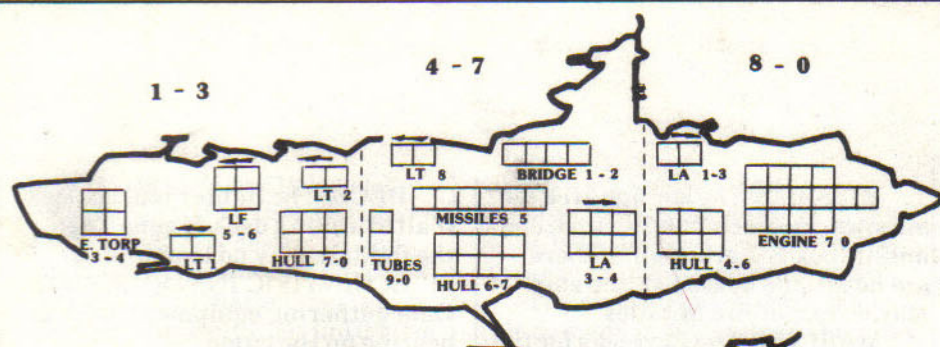 1 - 3
4 - 7
8 - 0
E. TORP
3 - 4
LF
5 - 6
LT 1
LT 2
HULL 7-0
LT 8
BRIDGE 1 - 2
MISSILES 5
TUBES
9-0
HULL 6-7
LA
3 - 4
LA 1-3
HULL 4-6
ENGINE 7 0